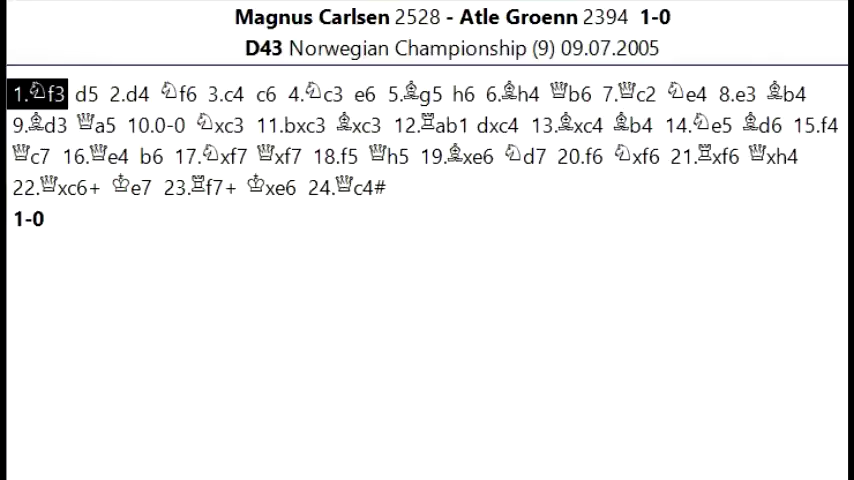 Magnus Carlsen 2528 - Atle Groenn 2394 1-0
D43 Norwegian Championship (9) 09.07.2005
1.♘f3 d5 2.d4 ♘f6 3.c4 c6 4.♘c3 e6 5.♗g5 h6 6.♗h4 ♕b6 7.♕c2 ♘e4 8.e3 ♗b4
9.♗d3 ♕a5 10.0-0 ♘xc3 11.bxc3 ♗xc3 12.♖ab1 dxc4 13.♗xc4 ♗b4 14.♘e5 ♗d6 15.f4
♕c7 16.♕e4 b6 17.♘xf7 ♕xf7 18.f5 ♕h5 19.♗xe6 ♘d7 20.f6 ♘xf6 21.♖xf6 ♕xh4
22.♕xc6+ ♔e7 23.♖f7+ ♔xe6 24.♕c4#
1-0